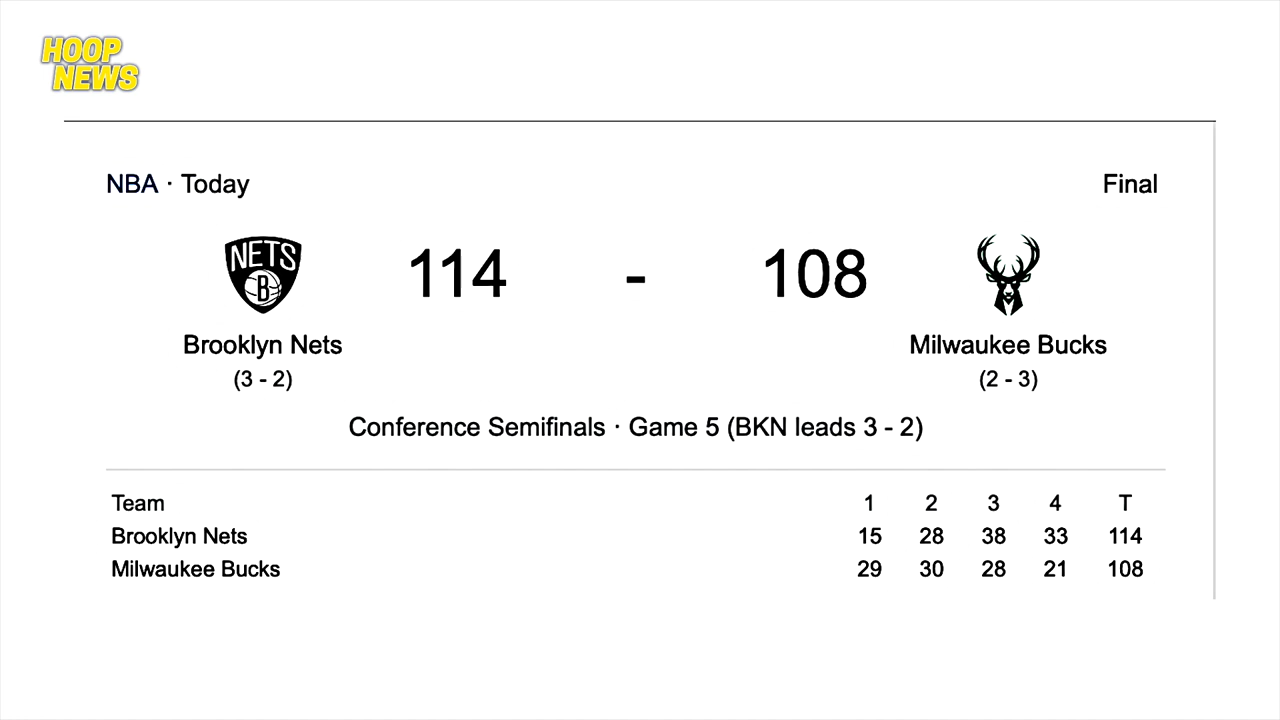 HOOP
NEWS
NBA · Today Final
NETS
B
114 - 108
Brooklyn Nets Milwaukee Bucks
(3 - 2) (2 - 3)
Conference Semifinals · Game 5 (BKN leads 3 - 2)
Team 1 2 3 4 T
Brooklyn Nets 15 28 38 33 114
Milwaukee Bucks 29 30 28 21 108